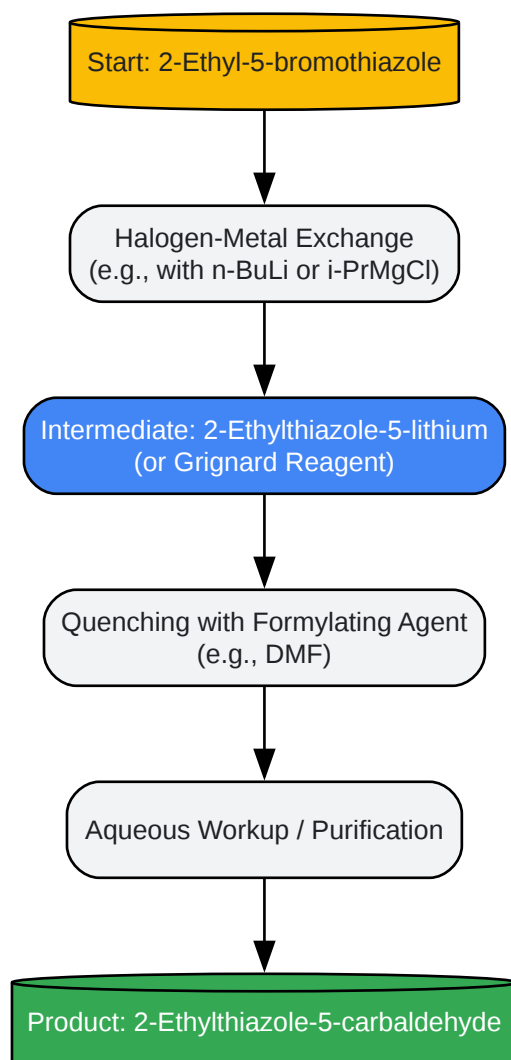 Start: 2-Ethyl-5-bromothiazole
Halogen-Metal Exchange
(e.g., with n-BuLi or i-PrMgCl)
Intermediate: 2-Ethylthiazole-5-lithium
(or Grignard Reagent)
Quenching with Formylating Agent
(e.g., DMF)
Aqueous Workup / Purification
Product: 2-Ethylthiazole-5-carbaldehyde